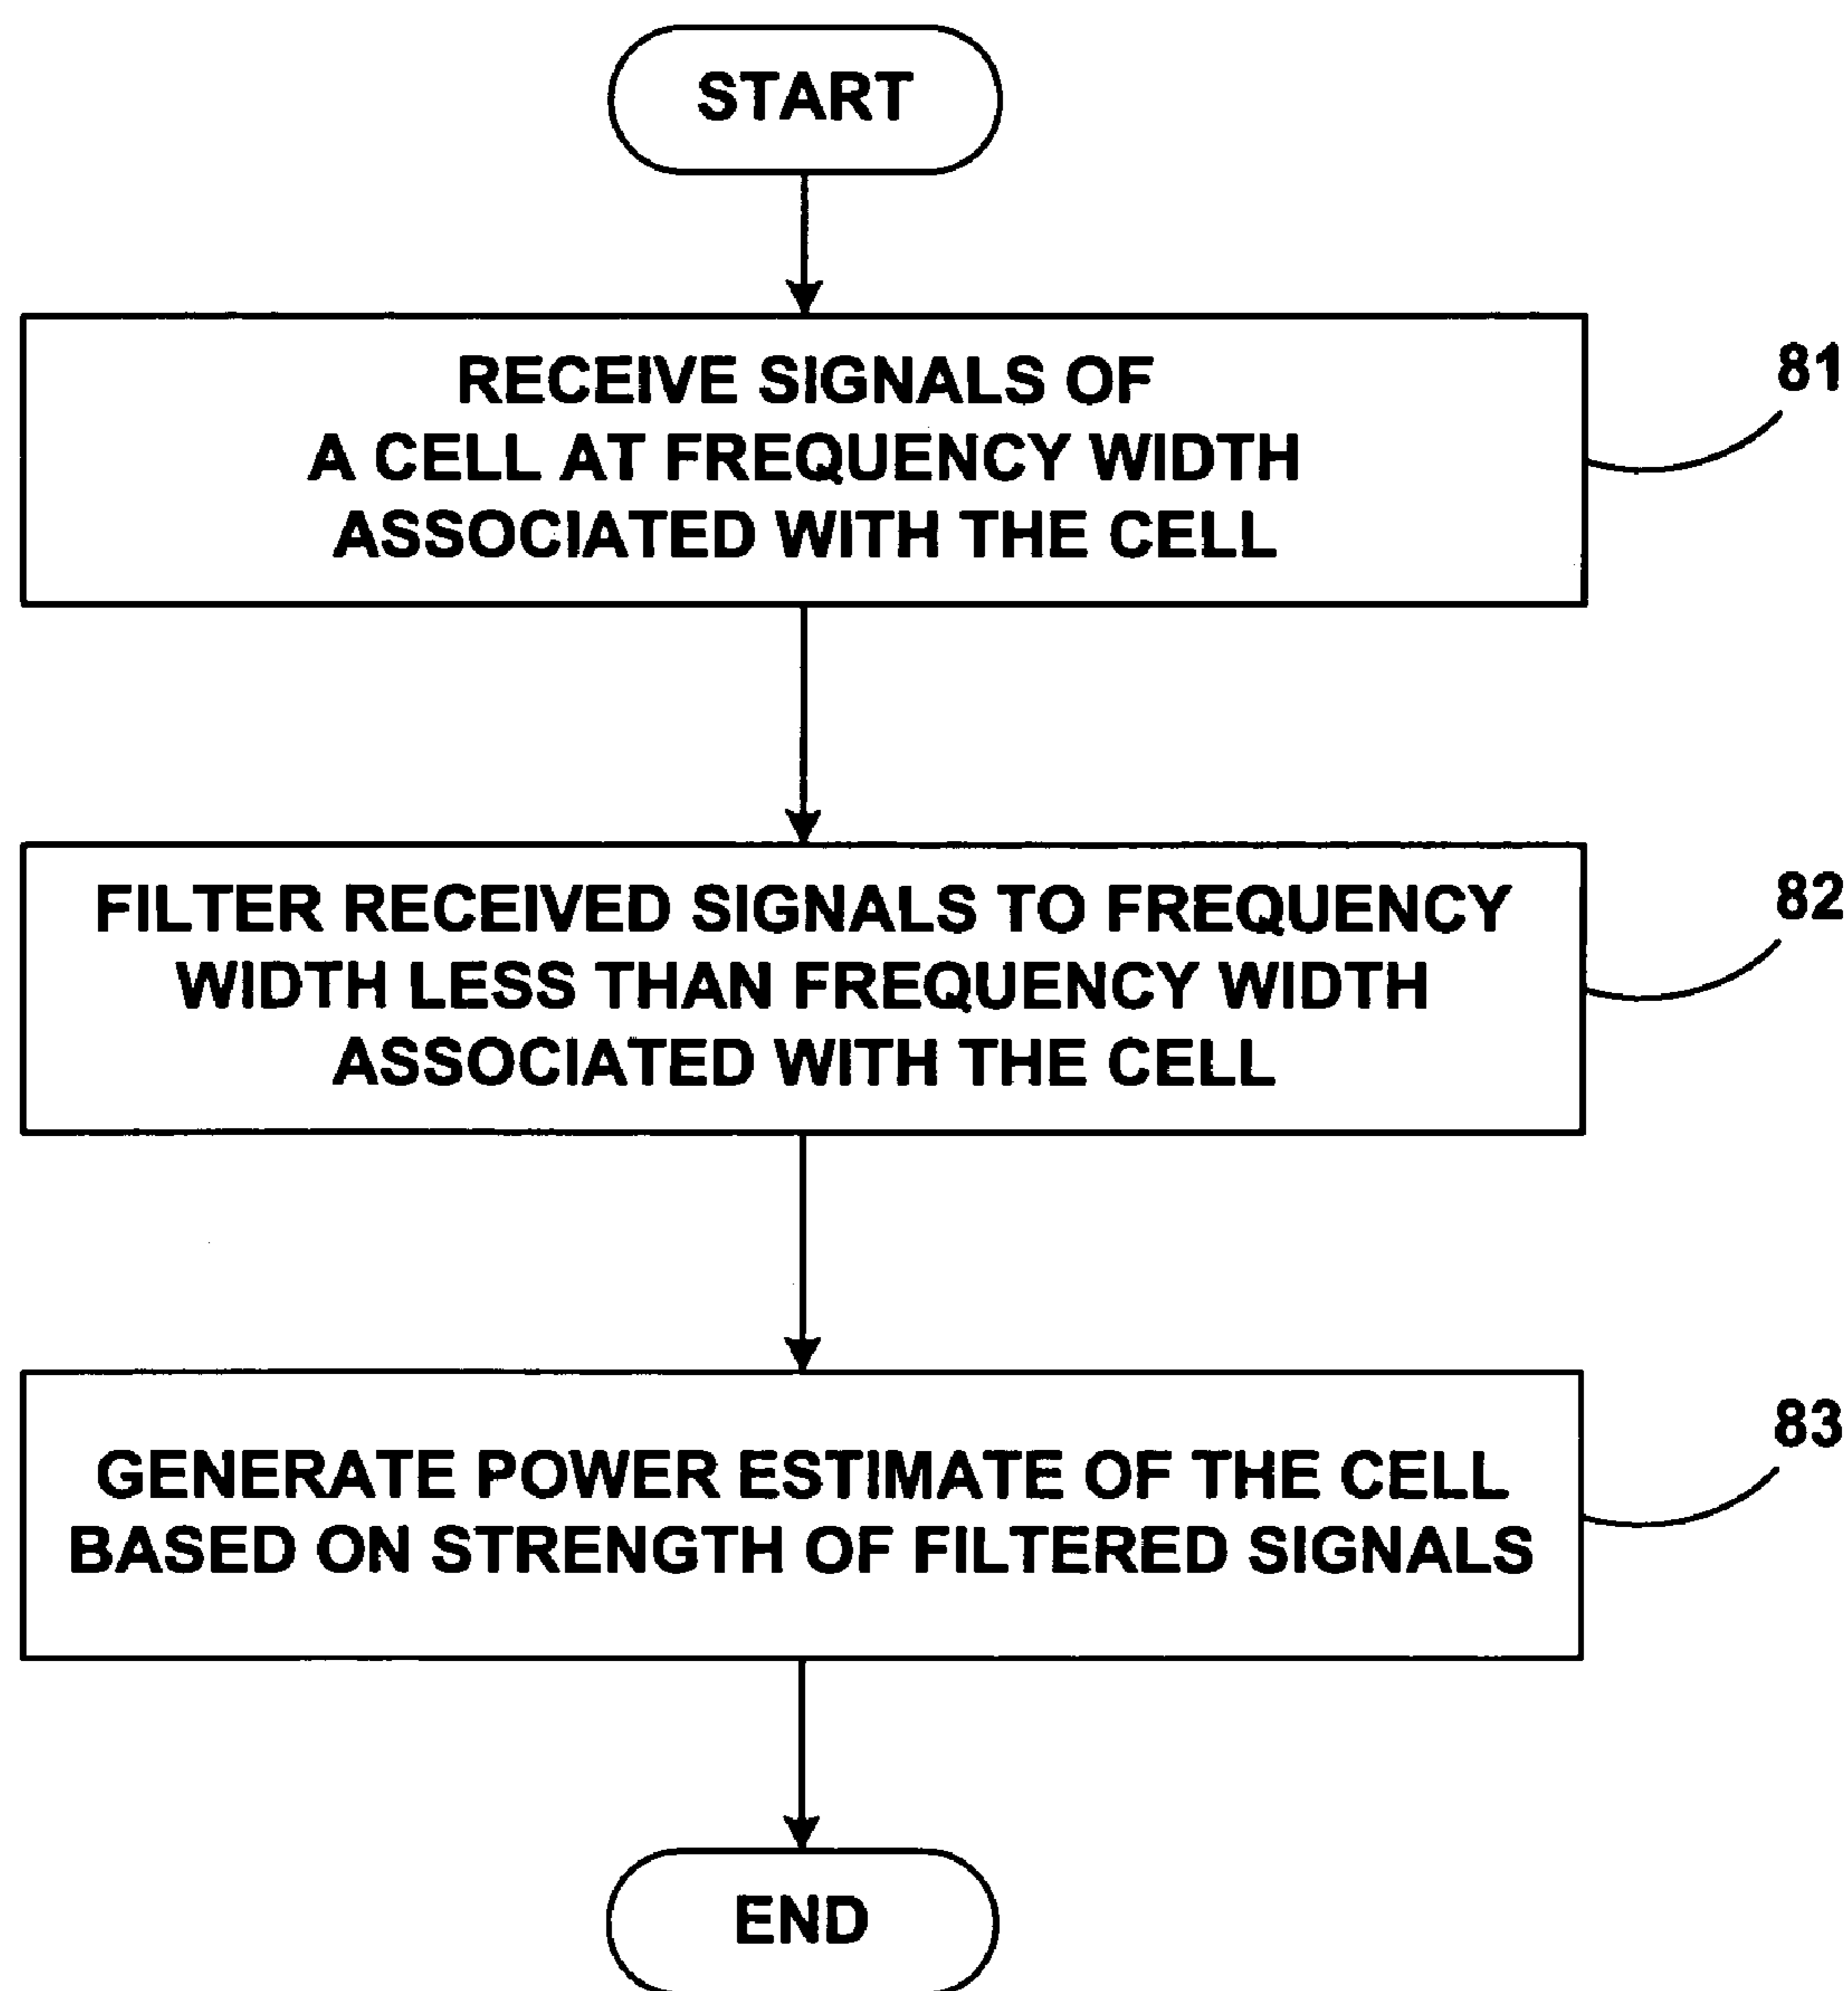 START
RECEIVE SIGNALS OF
A CELL AT FREQUENCY WIDTH
ASSOCIATED WITH THE CELL
81
FILTER RECEIVED SIGNALS TO FREQUENCY
WIDTH LESS THAN FREQUENCY WIDTH
ASSOCIATED WITH THE CELL
82
GENERATE POWER ESTIMATE OF THE CELL
BASED ON STRENGTH OF FILTERED SIGNALS
83
END